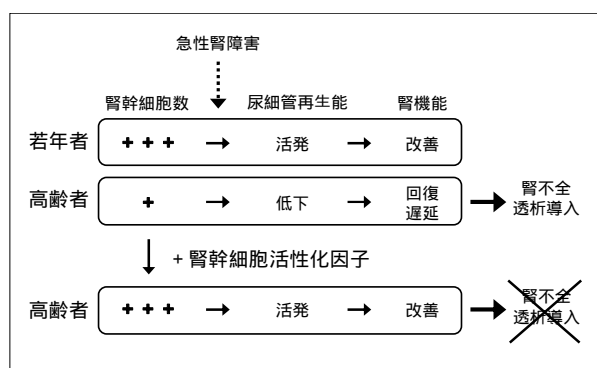 急性腎障害
腎幹細胞数 尿細管再生能 腎機能
若年者 +++ → 活発 → 改善
高齢者 + → 低下 → 回復遅延 → 腎不全 透析導入
+ 腎幹細胞活性化因子
高齢者 +++ → 活発 → 改善 → 腎不全 透析導入